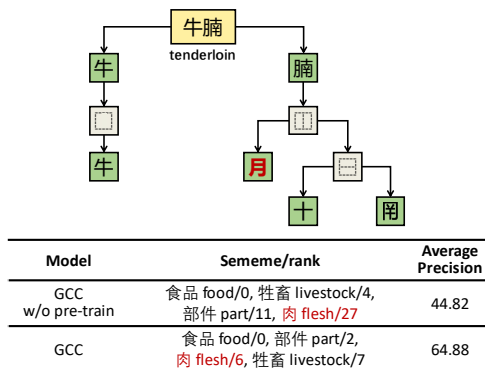 牛腩
tenderloin
牛
腩
牛
月
十
Model
Sememe/rank
Average Precision
GCC w/o pre-train
食品 food/0, 牲畜 livestock/4,
部件 part/11, 肉 flesh/27
44.82
GCC
食品 food/0, 部件 part/2,
肉 flesh/6, 牲畜 livestock/7
64.88